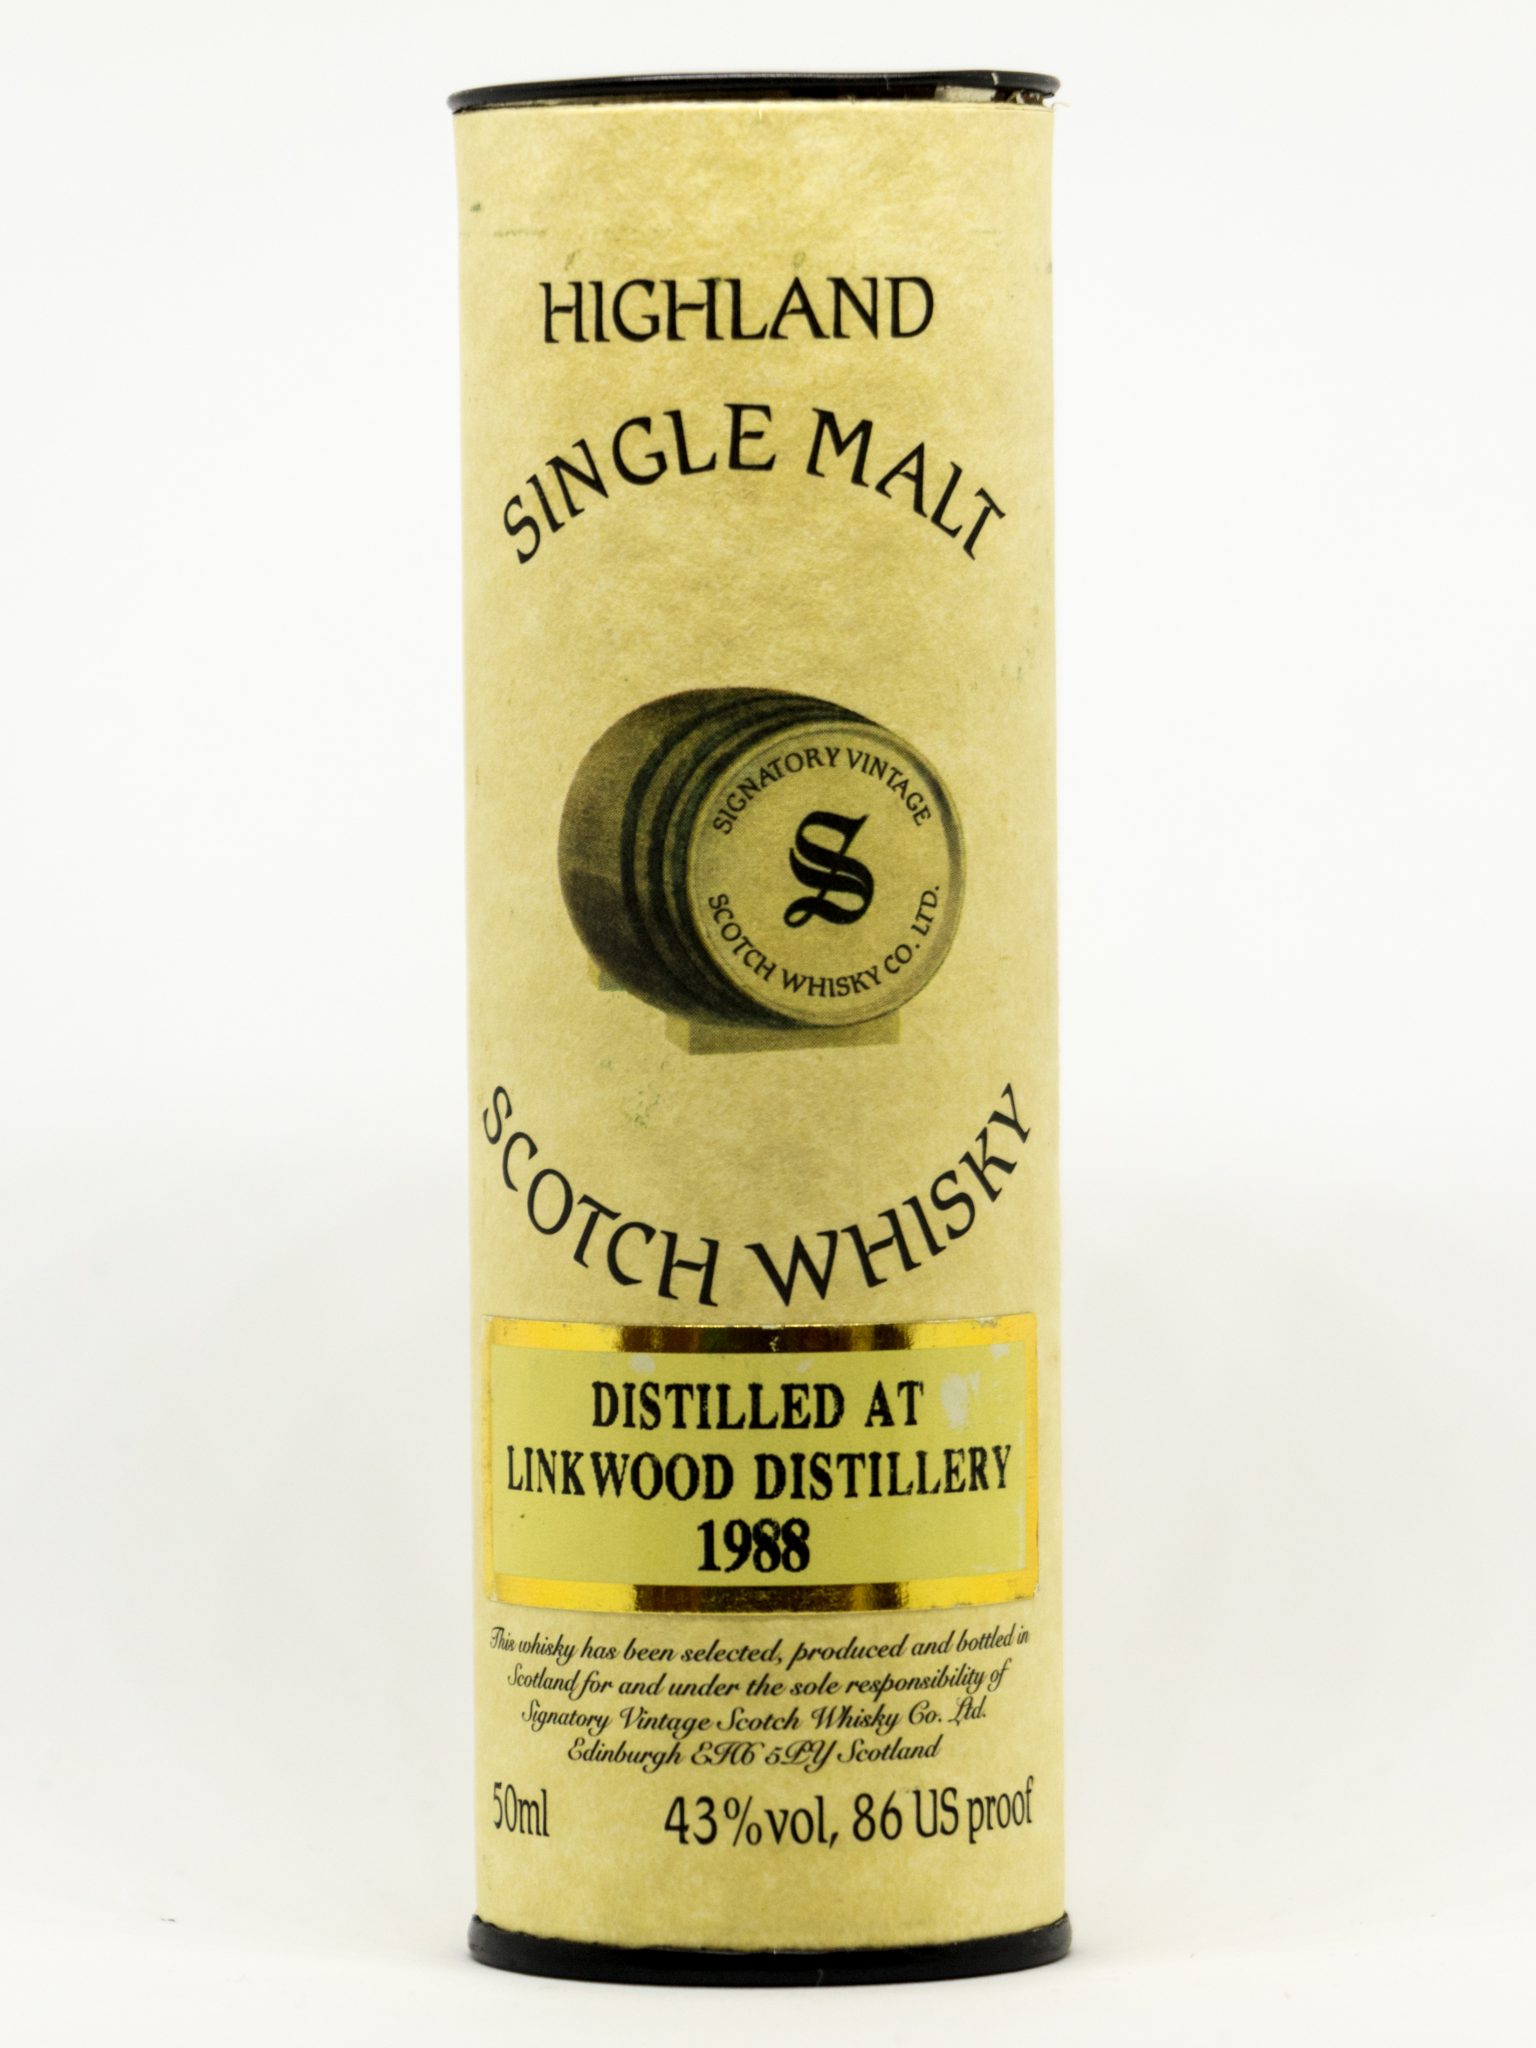 HIGHLAND
SINGLE MALT
SIGNATORY VINTAGE
S
SCOTCH WHISKY CO. LTD.
SCOTCH WHISKY
DISTILLED AT
LINKWOOD DISTILLERY
1988
This whisky has been selected, produced and bottled in
Scotland for and under the sole responsibility of
Signatory Vintage Scotch Whisky Co. Ltd.
Edinburgh EH6 5PY Scotland
50ml 43%vol, 86 US proof